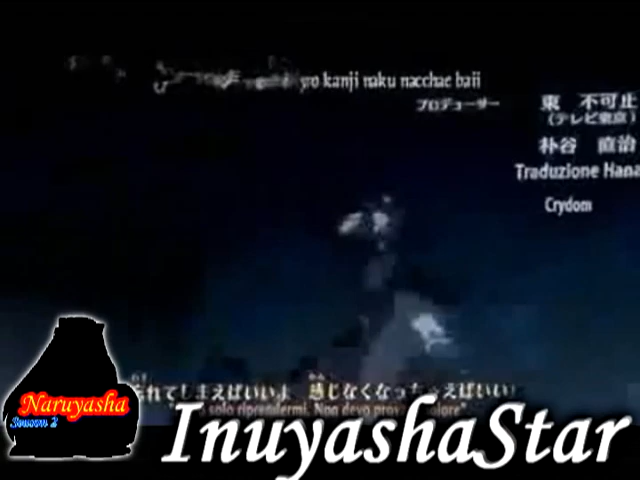 yo kanji naku nacchae baii
プロデューサー
東 不可止
(テレビ東京)
朴谷 直治
Traduzione Hana
Crydom
れてしまえばいいよ 感じなくなっちゃえばいい
solo riprendermi. Non devo
Naruyasha
Season 2
InuyashaStar